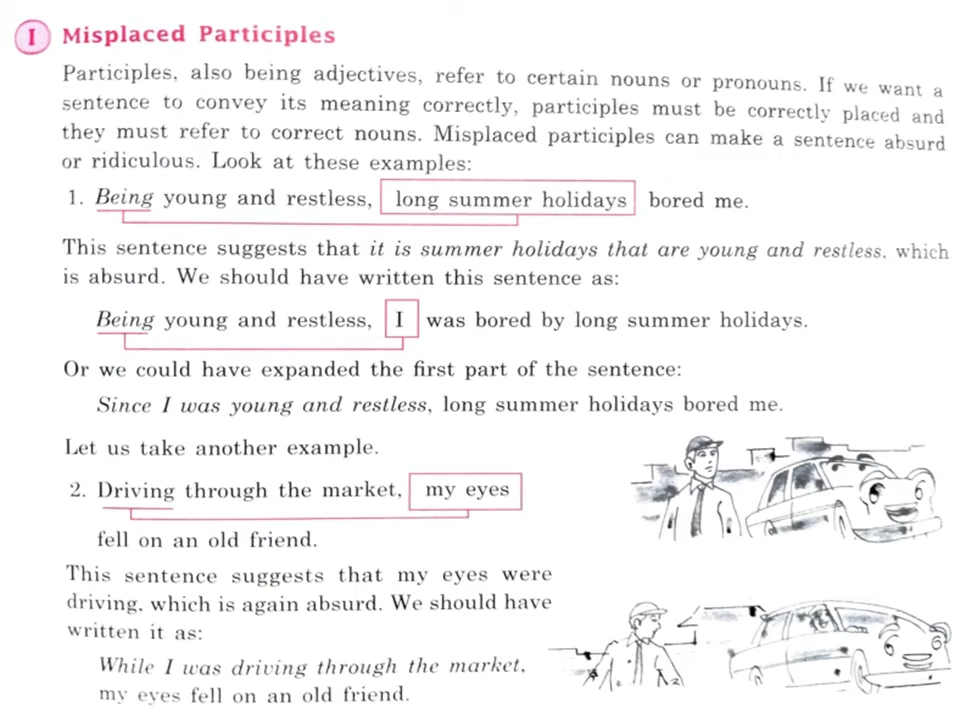 I Misplaced Participles
Participles, also being adjectives, refer to certain nouns or pronouns. If we want a
sentence to convey its meaning correctly, participles must be correctly placed and
they must refer to correct nouns. Misplaced participles can make a sentence absurd
or ridiculous. Look at these examples:
1. Being young and restless, long summer holidays bored me.
This sentence suggests that it is summer holidays that are young and restless, which
is absurd. We should have written this sentence as:
Being young and restless, I was bored by long summer holidays.
Or we could have expanded the first part of the sentence:
Since I was young and restless, long summer holidays bored me.
Let us take another example.
2. Driving through the market, my eyes
fell on an old friend.
This sentence suggests that my eyes were
driving, which is again absurd. We should have
written it as:
While I was driving through the market,
my eyes fell on an old friend.